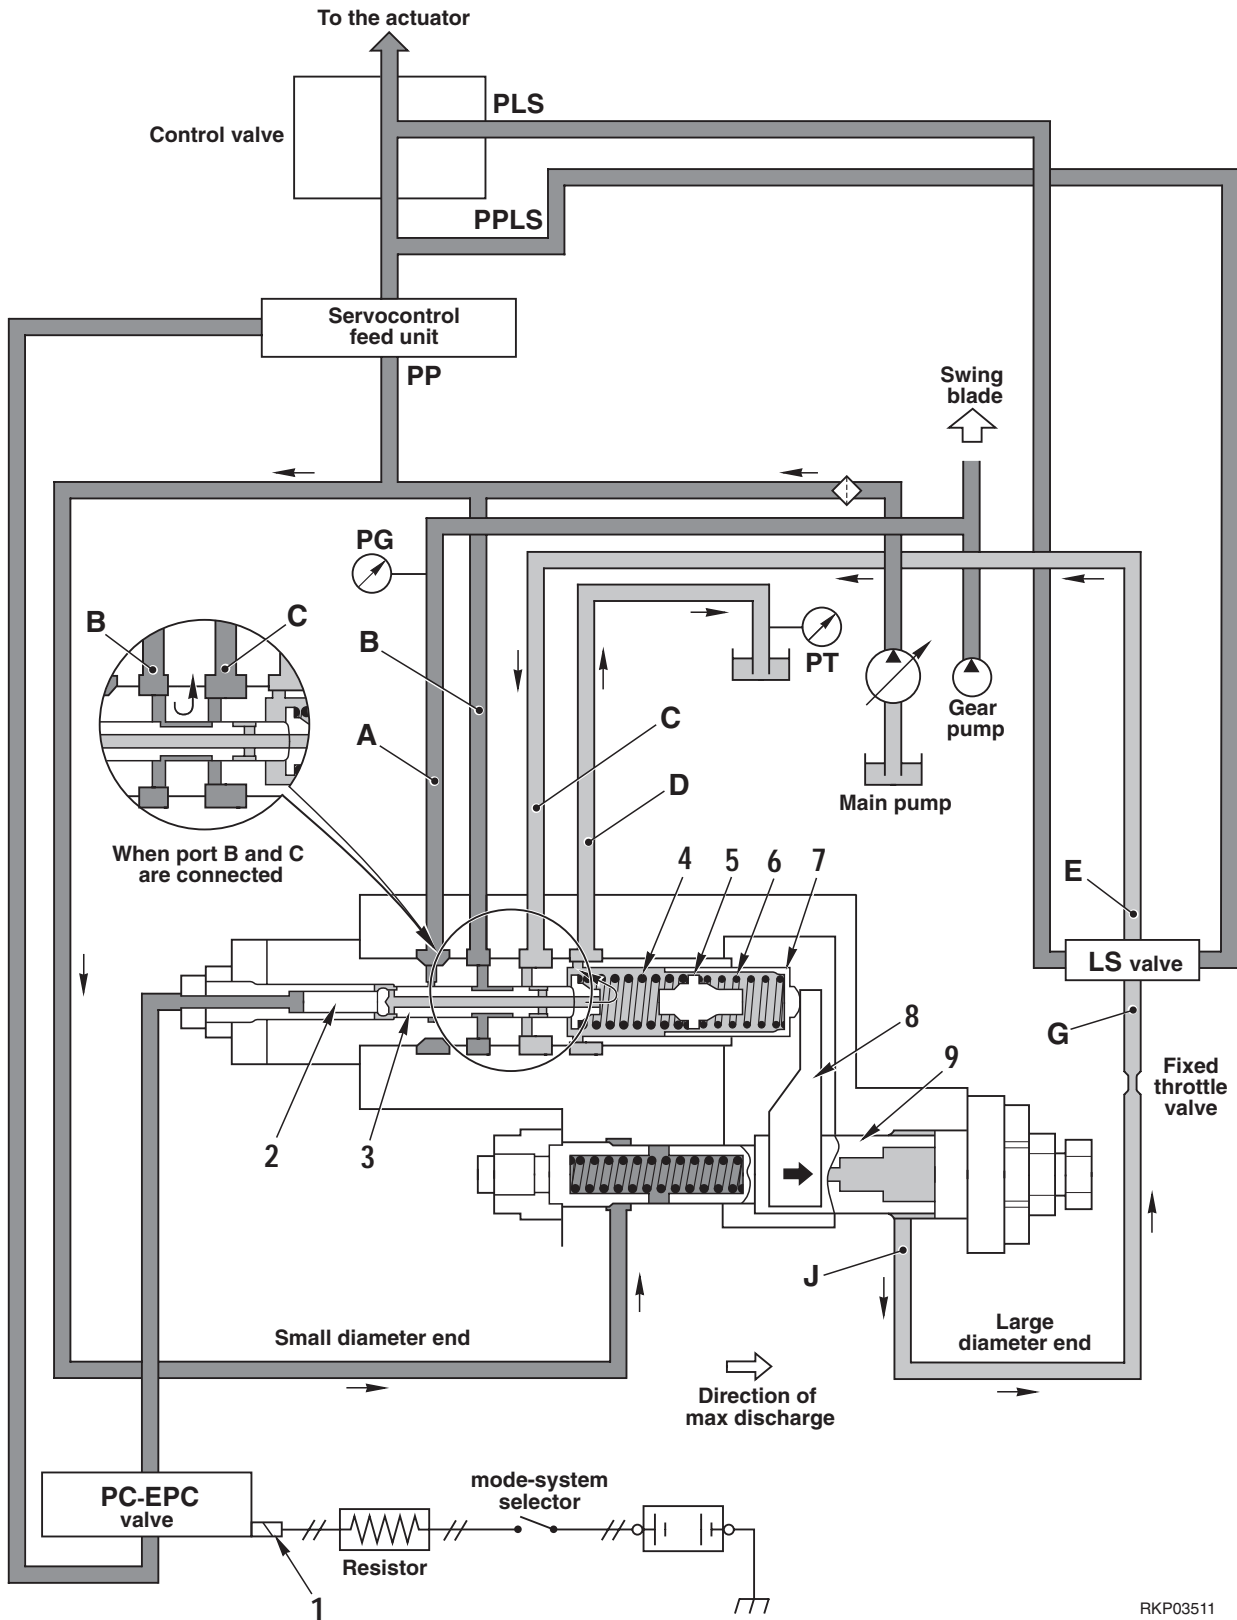 To the actuator
PLS
Control valve
PPLS
Servocontrol
feed unit
PP
Swing
blade
PG
B
C
B
PT
Gear
pump
A
C
D
Main pump
When port B and C
are connected
4
5
6
7
E
LS valve
8
G
9
Fixed
throttle
valve
2
3
J
Small diameter end
Large
diameter end
Direction of
max discharge
PC-EPC
valve
mode-system
selector
Resistor
1
RKP03511